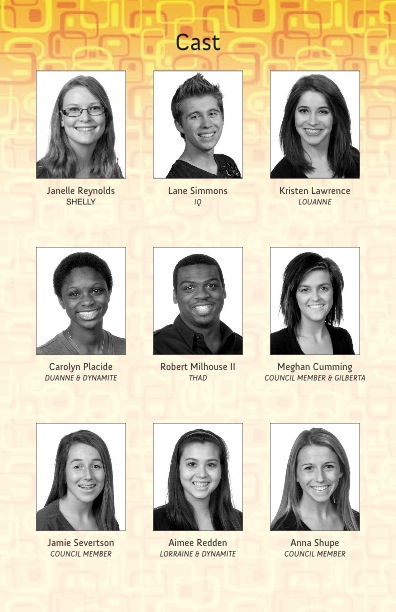 Cast
Janelle Reynolds
SHELLY
Lane Simmons
IQ
Kristen Lawrence
LOUANNE
Carolyn Placide
DUANNE & DYNAMITE
Robert Milhouse II
THAD
Meghan Cumming
COUNCIL MEMBER & GILBERTA
Jamie Severtson
COUNCIL MEMBER
Aimee Redden
LORRAINE & DYNAMITE
Anna Shupe
COUNCIL MEMBER